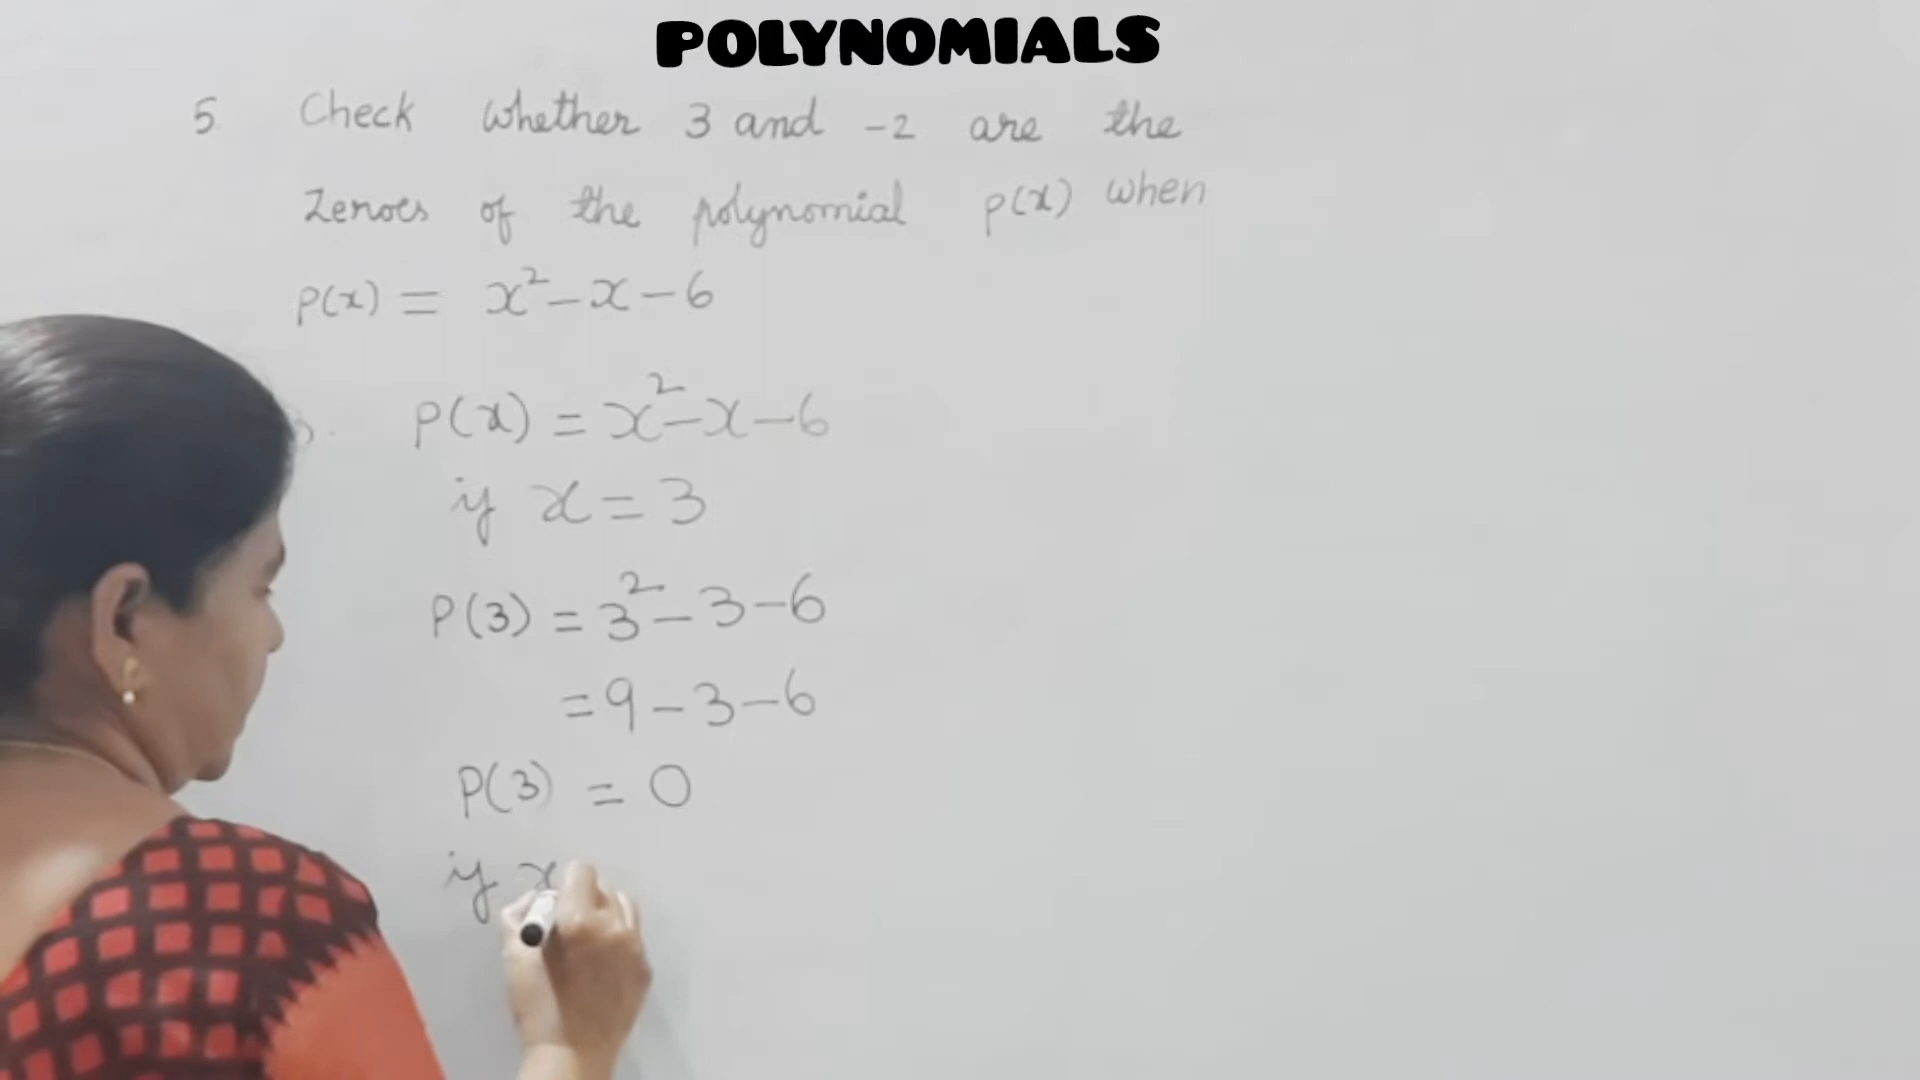 POLYNOMIALS
5. Check whether 3 and -2 are the
Zeroes of the polynomial p(x) when
p(x) = x² - x - 6
P(x) = x² - x - 6
if x = 3
P(3) = 3² - 3 - 6
= 9 - 3 - 6
P(3) = 0
if x